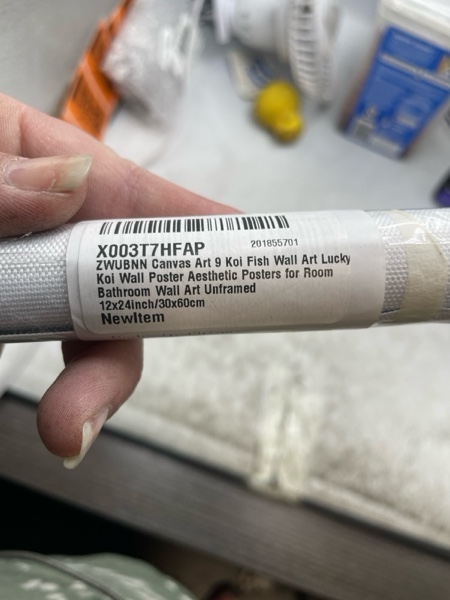 X003T7HFAP
201855701
ZWUBNN Canvas Art 9 Koi Fish Wall Art Lucky
Koi Wall Poster Aesthetic Posters for Room
Bathroom Wall Art Unframed
12x24inch/30x60cm
NewItem